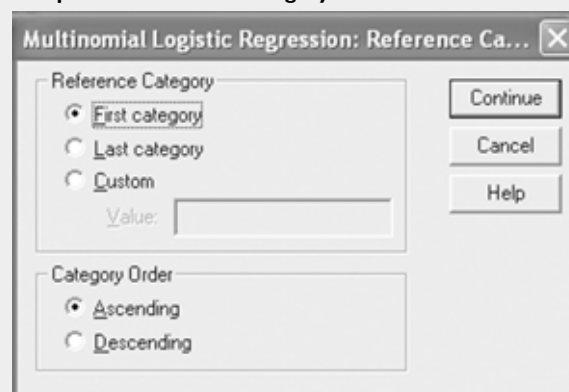 Multinomial Logistic Regression: Reference Ca...
Reference Category
First category
Last category
Custom
Value:
Continue
Cancel
Help
Category Order
Ascending
Descending